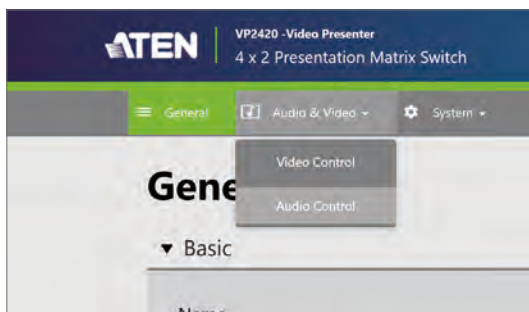 ATEN
VP2420 -Video Presenter
4 x 2 Presentation Matrix Switch
General
Audio & Video
System
Video Control
Gene
Audio Control
Basic